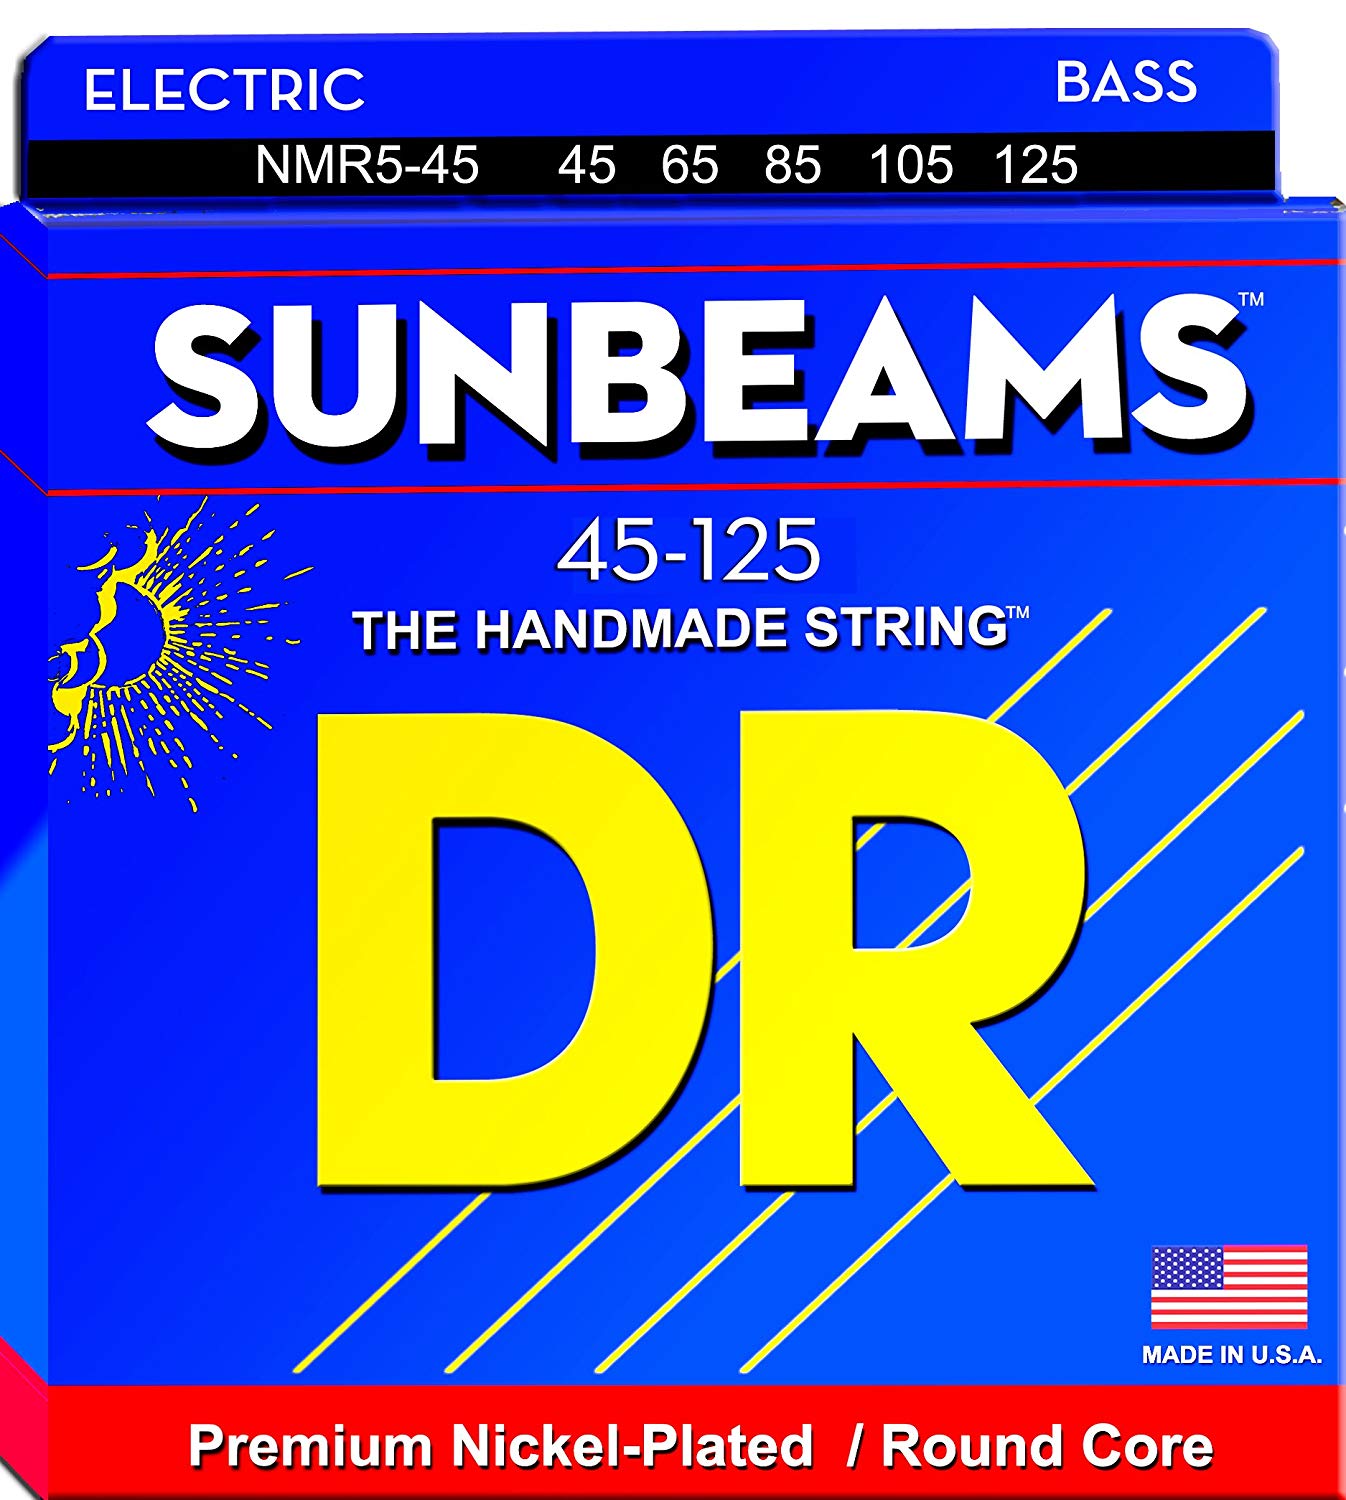 ELECTRIC BASS
NMR5-45 45 65 85 105 125
SUNBEAMS™
45-125
THE HANDMADE STRING™
DR
MADE IN U.S.A.
Premium Nickel-Plated / Round Core